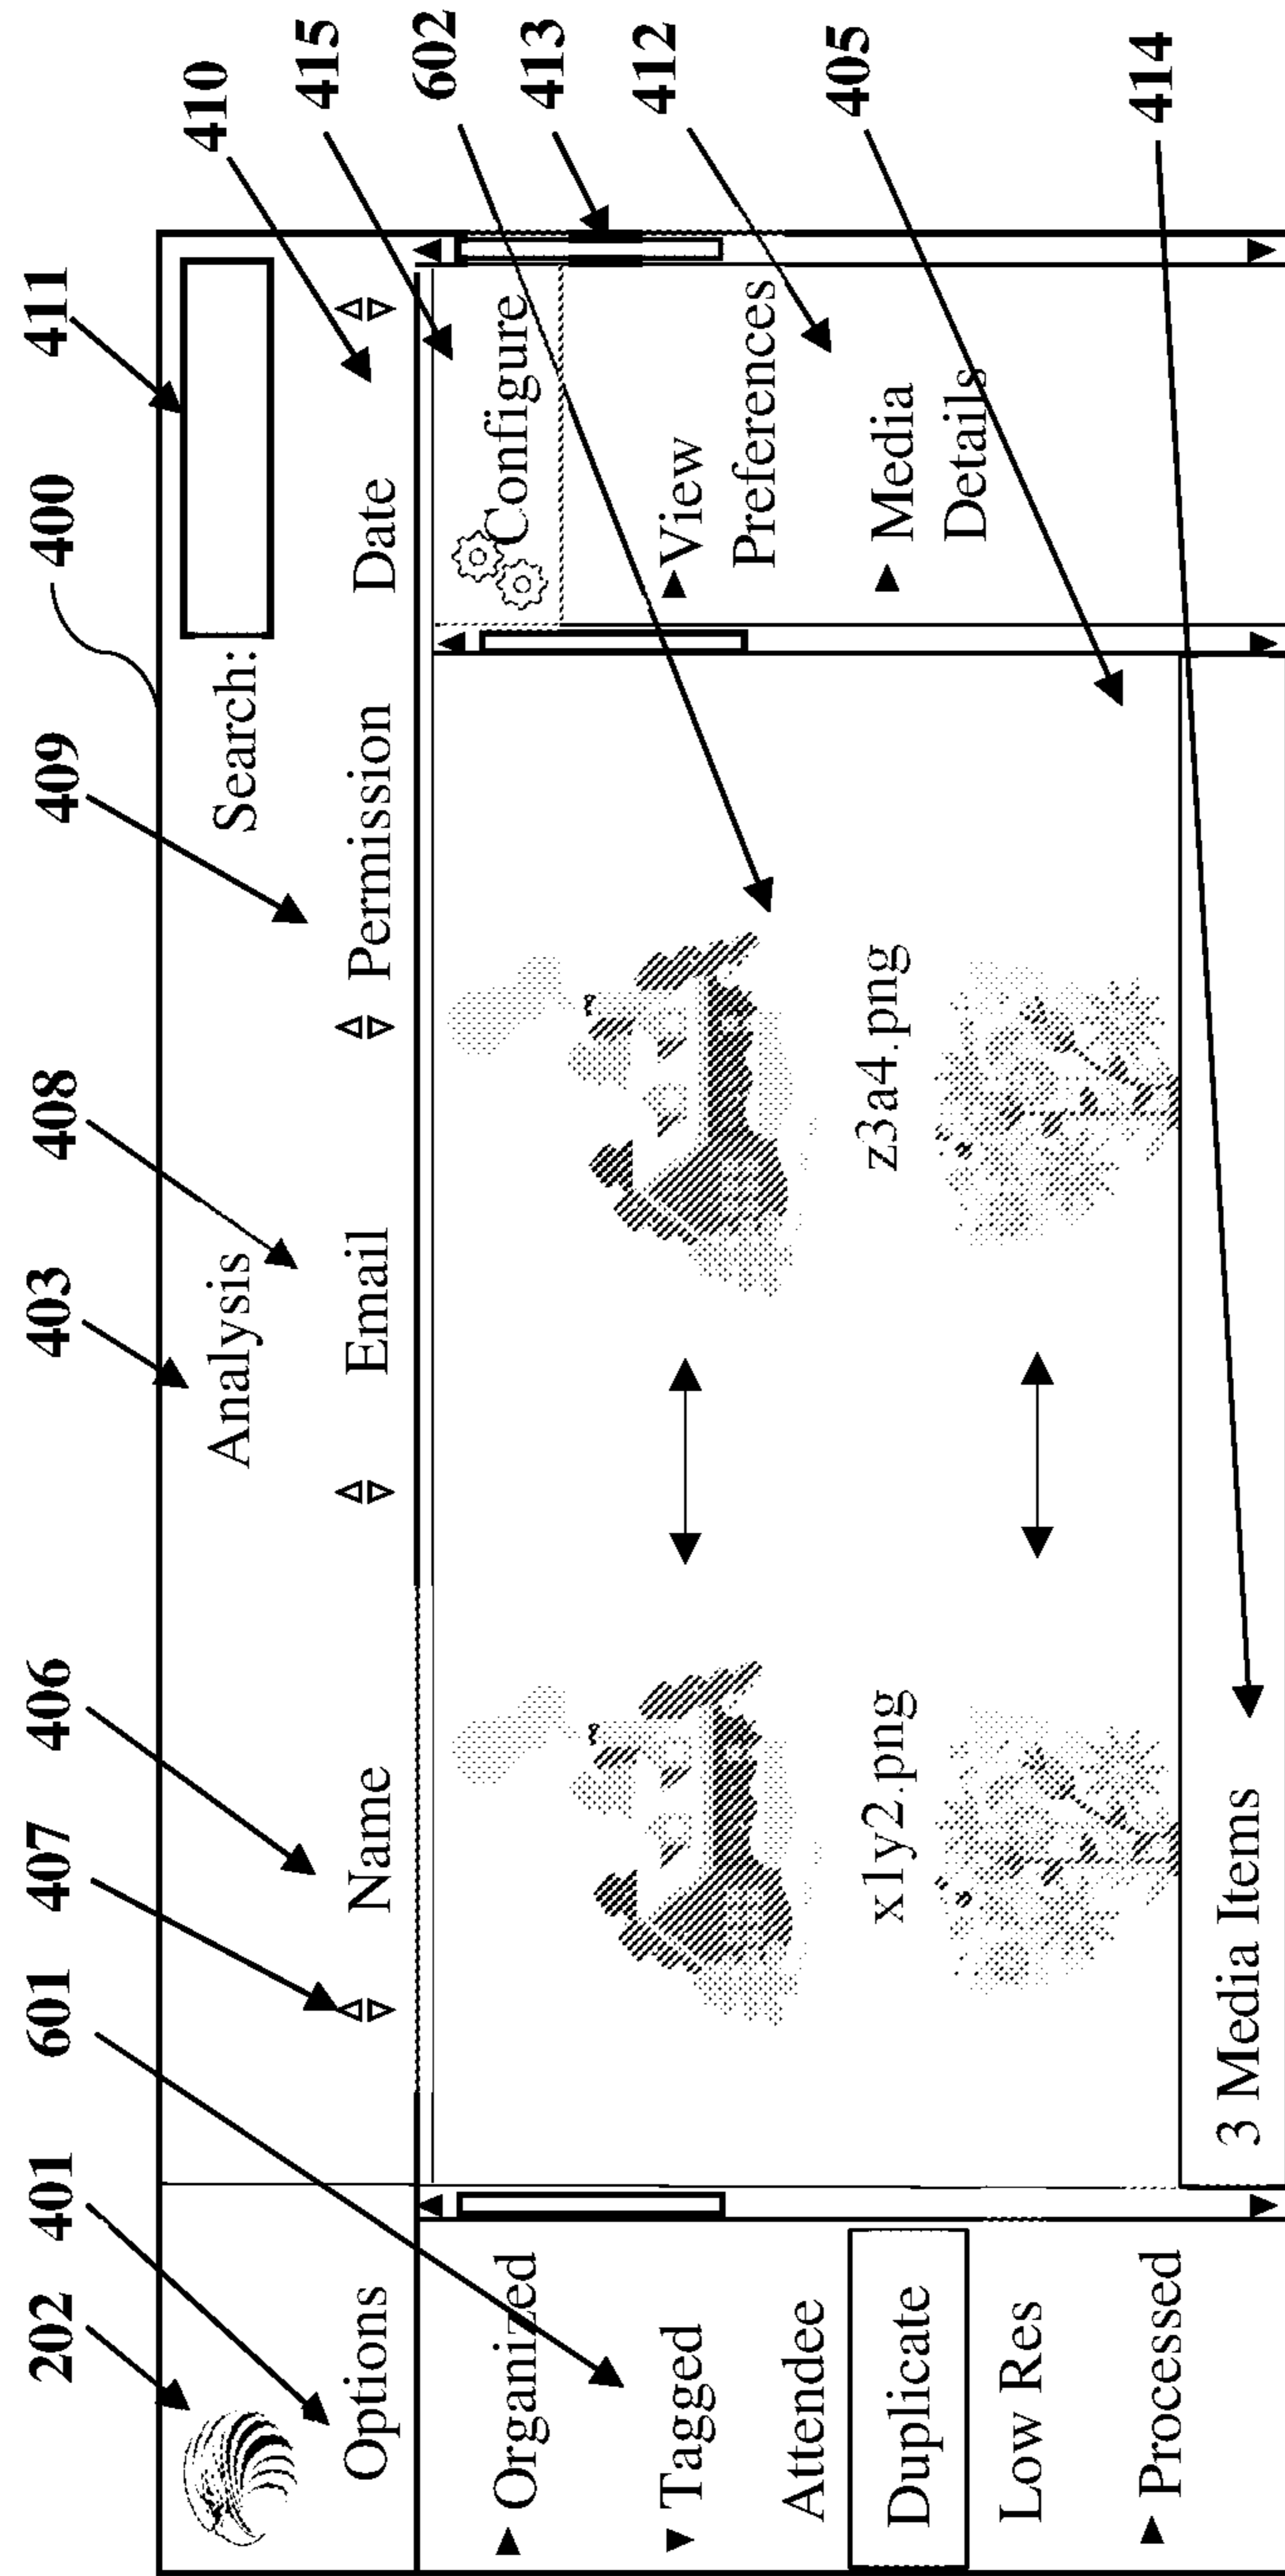 202 401 601 407 406 403 408 409 400 411
410
415
602
413
412
405
414
Analysis Search:
Options Name Email Permission Date
▶ Organized
▼ Tagged
Attendee
Duplicate
Low Res
▶ Processed
x1y2.png z3a4.png
3 Media Items
Configure
▶ View
Preferences
▶ Media
Details